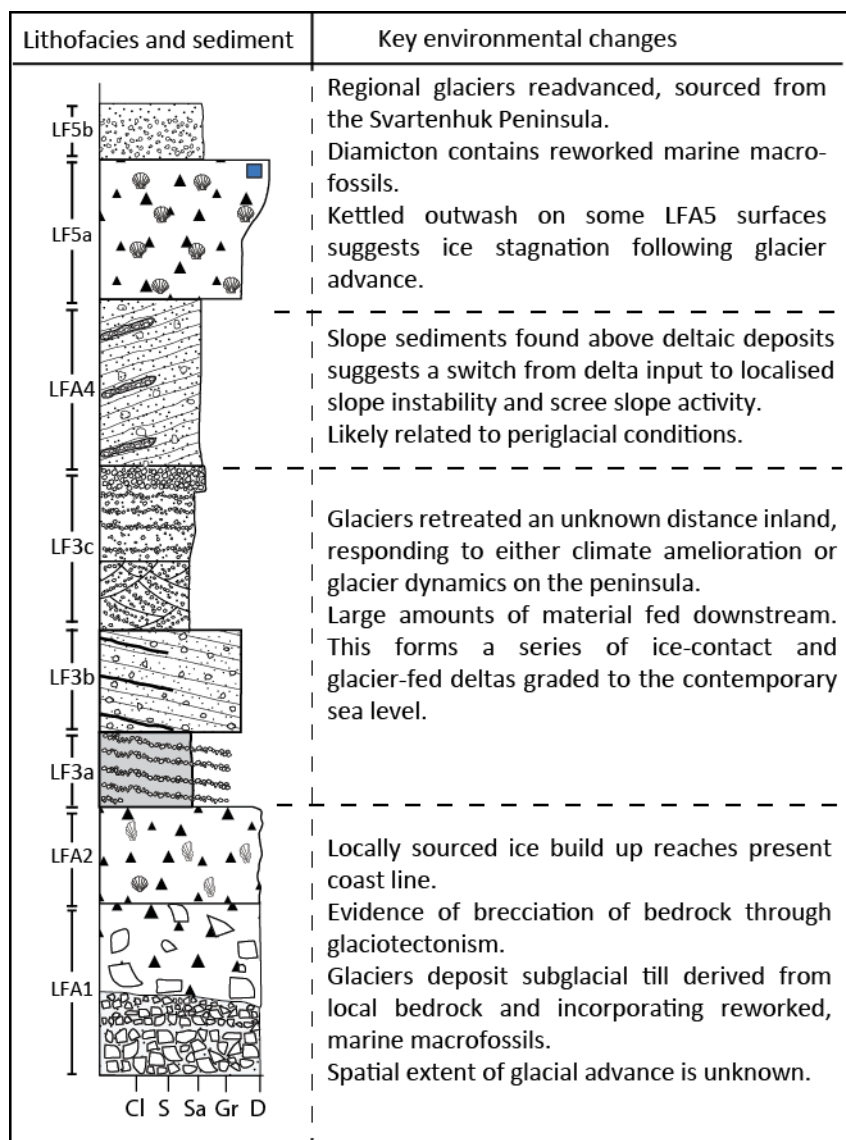 Lithofacies and sediment
Key environmental changes
LF5b
LF5a
LFA4
LF3c
LF3b
LF3a
LFA2
LFA1
Cl S Sa Gr D
Regional glaciers readvanced, sourced from
the Svartenhuk Peninsula.
Diamicton contains reworked marine macro-
fossils.
Kettled outwash on some LFA5 surfaces
suggests ice stagnation following glacier
advance.
Slope sediments found above deltaic deposits
suggests a switch from delta input to localised
slope instability and scree slope activity.
Likely related to periglacial conditions.
Glaciers retreated an unknown distance inland,
responding to either climate amelioration or
glacier dynamics on the peninsula.
Large amounts of material fed downstream.
This forms a series of ice-contact and
glacier-fed deltas graded to the contemporary
sea level.
Locally sourced ice build up reaches present
coast line.
Evidence of brecciation of bedrock through
glaciotectonism.
Glaciers deposit subglacial till derived from
local bedrock and incorporating reworked,
marine macrofossils.
Spatial extent of glacial advance is unknown.